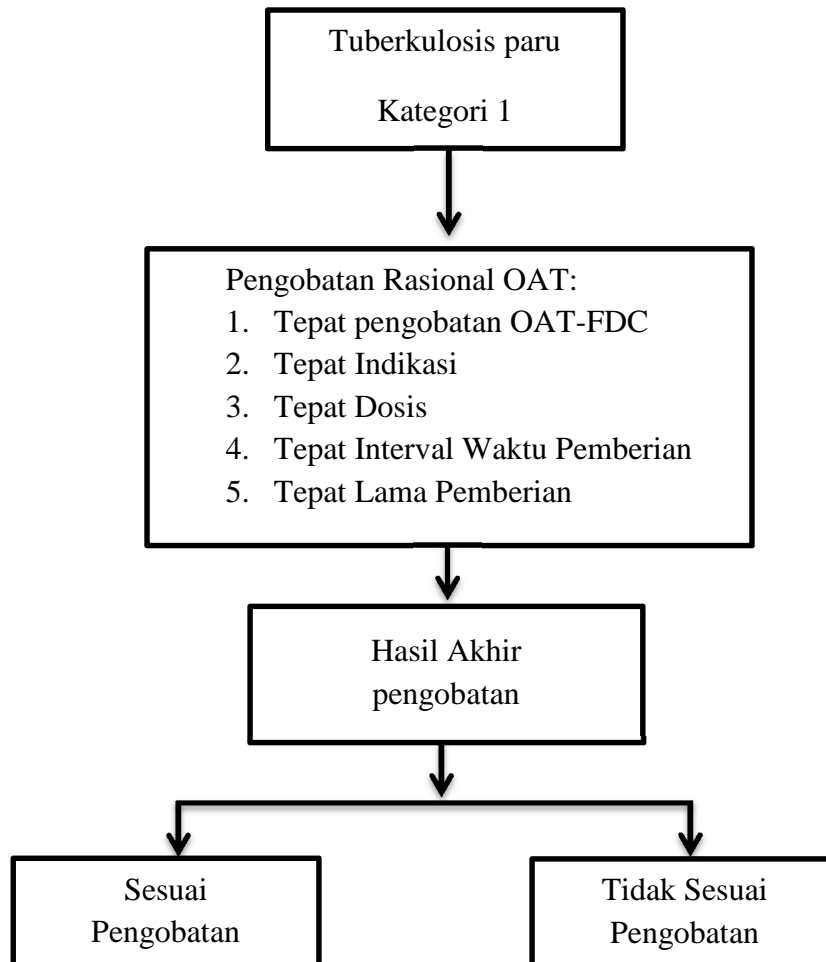 Tuberkulosis paru
Kategori 1
Pengobatan Rasional OAT:
1. Tepat pengobatan OAT-FDC
2. Tepat Indikasi
3. Tepat Dosis
4. Tepat Interval Waktu Pemberian
5. Tepat Lama Pemberian
Hasil Akhir
pengobatan
Sesuai
Pengobatan
Tidak Sesuai
Pengobatan